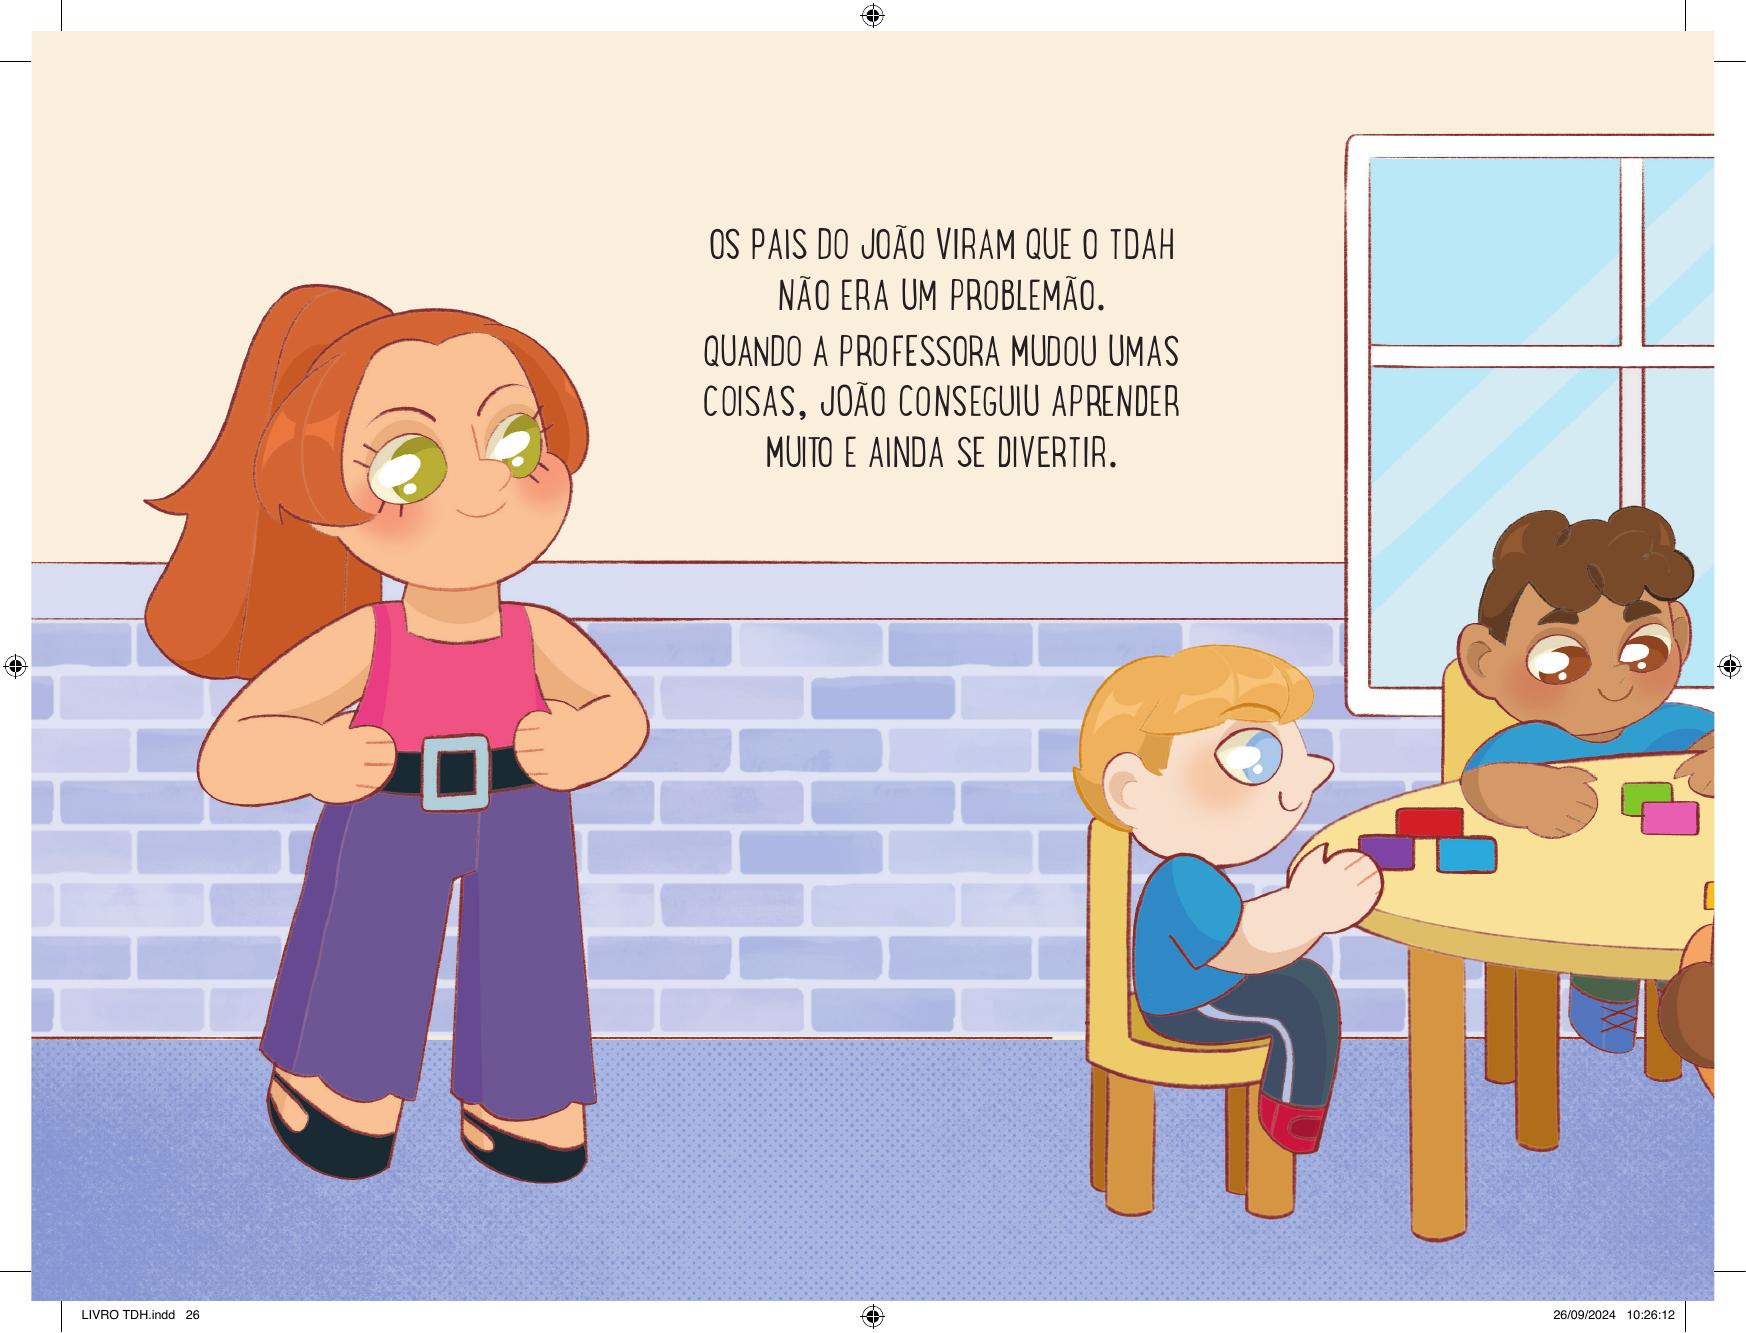 OS PAIS DO JOÃO VIRAM QUE O TDAH
NÃO ERA UM PROBLEMÃO.
QUANDO A PROFESSORA MUDOU UMAS
COISAS, JOÃO CONSEGUIU APRENDER
MUITO E AINDA SE DIVERTIR.
LIVRO TDH.indd 26
26/09/2024 10:26:12